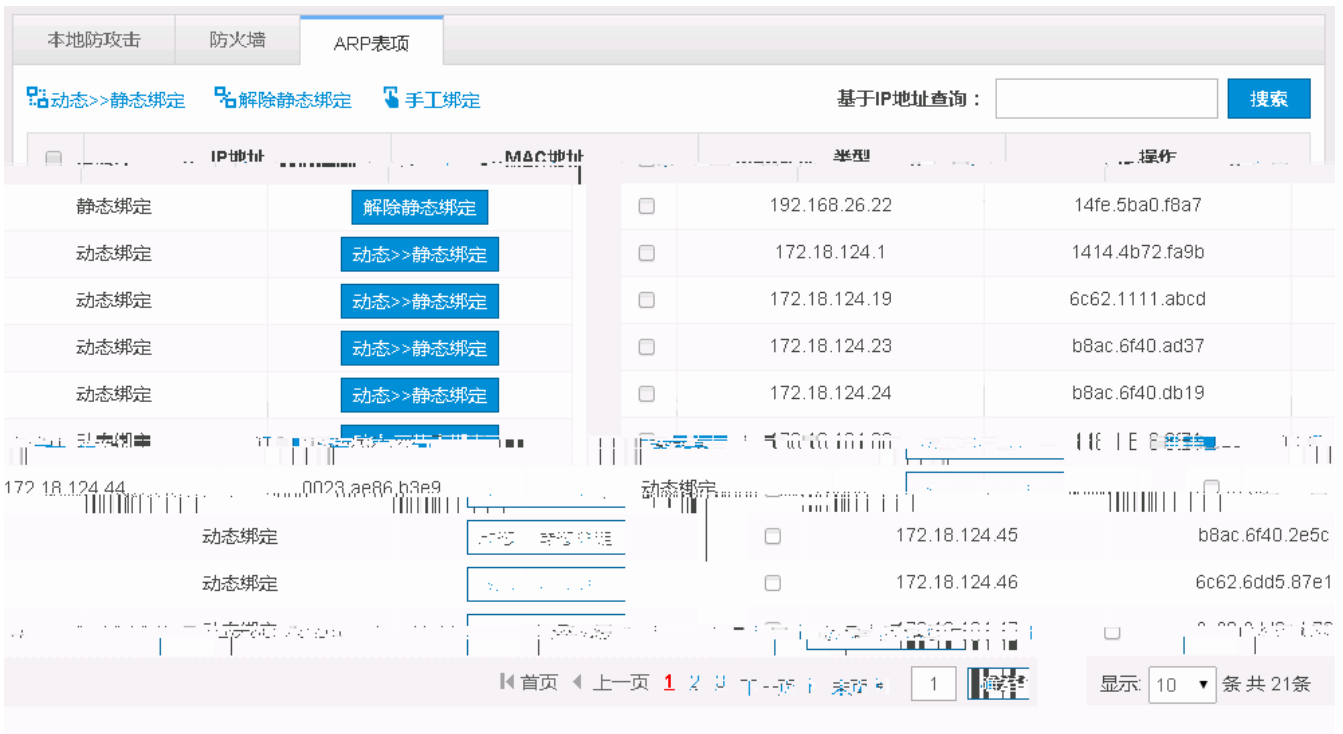 本地防攻击 防火墙 ARP表项
动态>>静态绑定 解除静态绑定 手工绑定 基于IP地址查询： 搜索
IP地址 MAC地址 类型 操作
静态绑定 解除静态绑定 192.168.26.22 14fe.5ba0.f8a7
动态绑定 动态>>静态绑定 172.18.124.1 1414.4b72.fa9b
动态绑定 动态>>静态绑定 172.18.124.19 6c62.1111.abcd
动态绑定 动态>>静态绑定 172.18.124.23 b8ac.6f40.ad37
动态绑定 动态>>静态绑定 172.18.124.24 b8ac.6f40.db19
172.18.124.44 0023.ae86.b3e9 动态绑定
动态绑定 172.18.124.45 b8ac.6f40.2e5c
动态绑定 172.18.124.46 6c62.6dd5.87e1
首页 上一页 1 2 1 显示: 10 条 共 21条